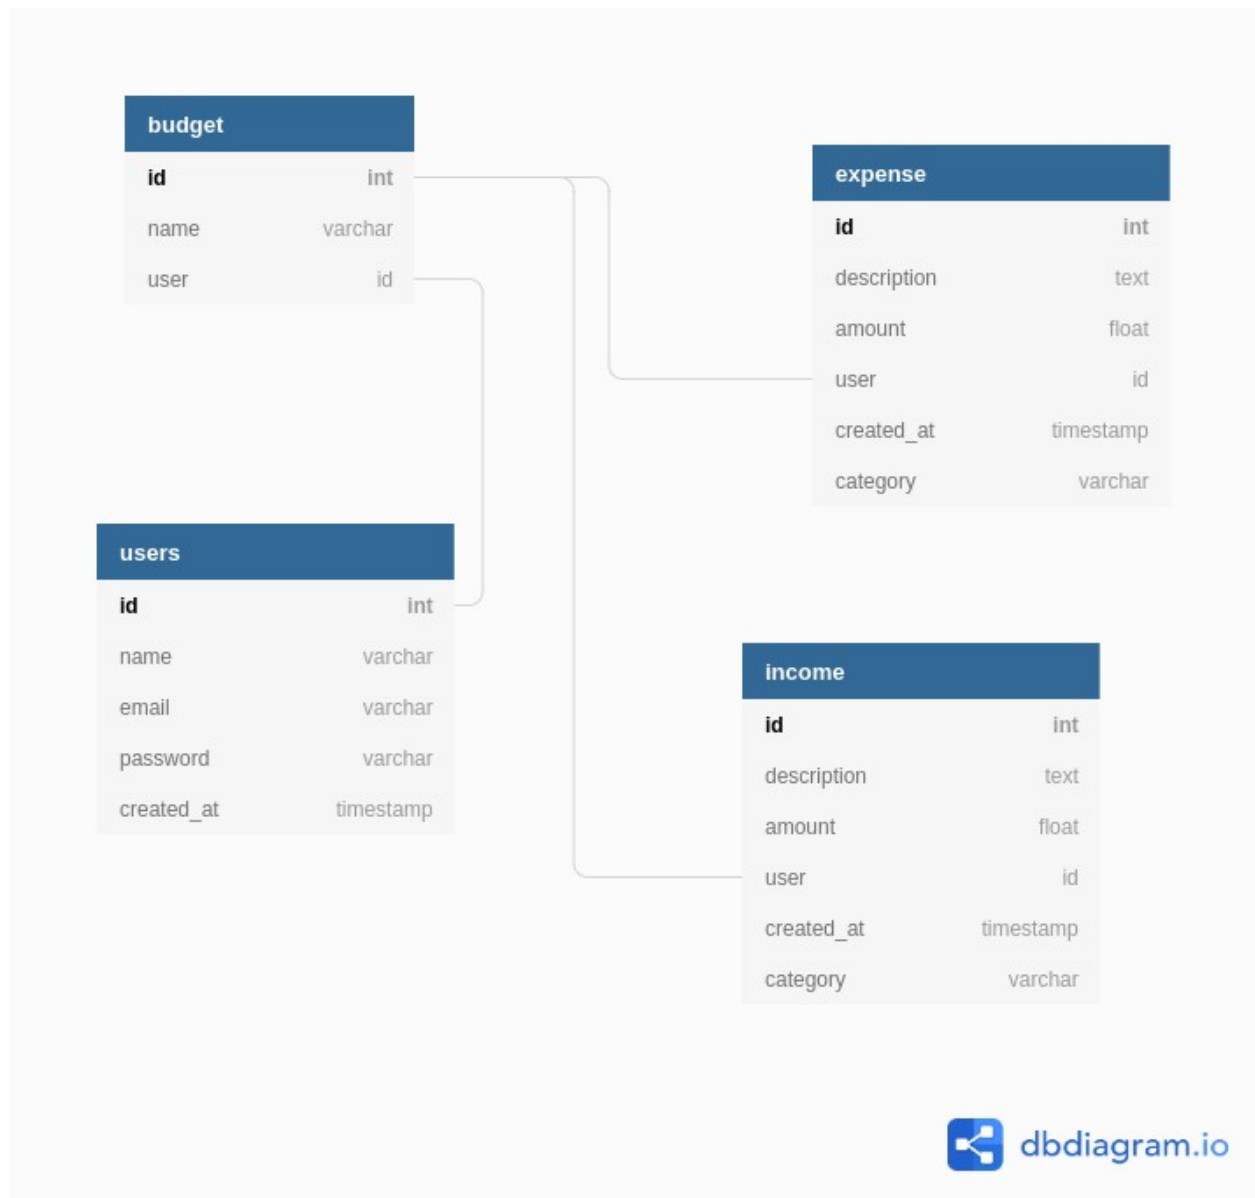 budget
id int
name varchar
user id
expense
id int
description text
amount float
user id
created_at timestamp
category varchar
users
id int
name varchar
email varchar
password varchar
created_at timestamp
income
id int
description text
amount float
user id
created_at timestamp
category varchar
dbdiagram.io